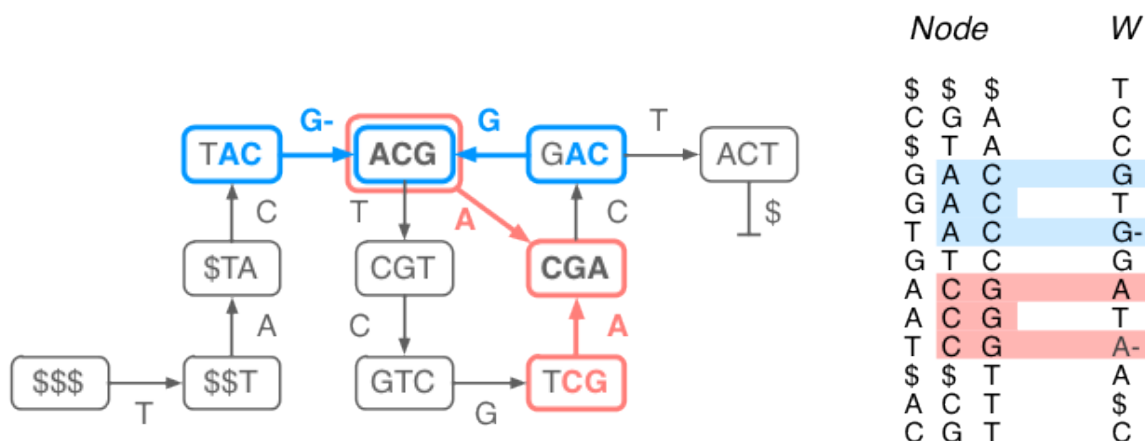 Node W
$ $ $ T
C G A C
$ T A C
G A C G
G A C T
T A C G-
G T C G
A C G A
A C G T
T C G A-
$ $ T A
A C T $
C G T C
G- G T
TAC ACG GAC ACT
C T A C $
$TA CGT CGA
A C A
$$$ $$T GTC TCG
T G